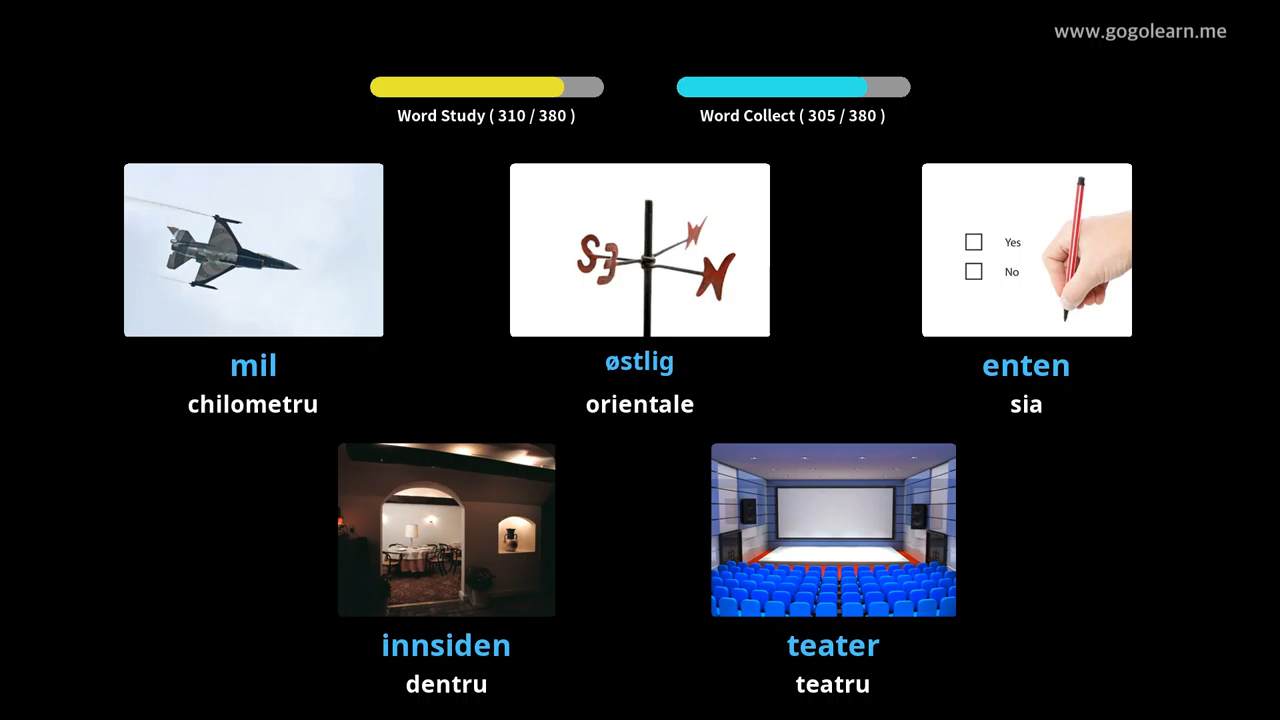 www.gogolearn.me
Word Study ( 310 / 380 )
Word Collect ( 305 / 380 )
S
E
W
N
Yes
No
mil
chilometru
østlig
orientale
enten
sia
innsiden
dentru
teater
teatru